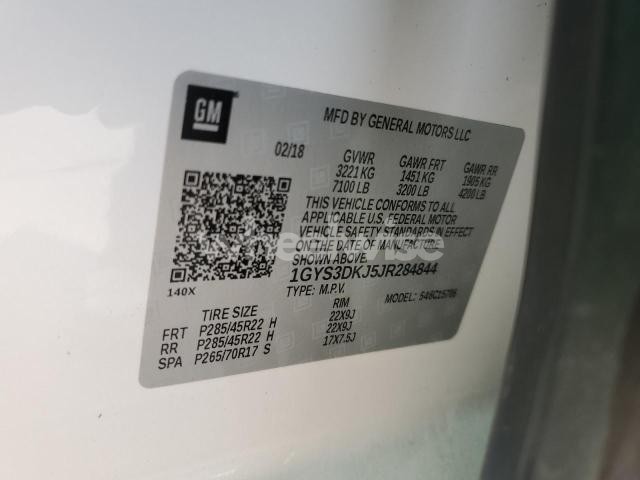 GM
MFD BY GENERAL MOTORS LLC
02/18 GVWR GAWR FRT GAWR RR
3221 KG 1451 KG 1905 KG
7100 LB 3200 LB 4200 LB
THIS VEHICLE CONFORMS TO ALL
APPLICABLE U.S. FEDERAL MOTOR
VEHICLE SAFETY STANDARDS IN EFFECT
ON THE DATE OF MANUFACTURE
SHOWN ABOVE.
1GYS3DKJ5JR284844
140X TYPE: M.P.V.
TIRE SIZE RIM
FRT P285/45R22 H 22X9J
RR P285/45R22 H 22X9J
SPA P265/70R17 S 17X7.5J